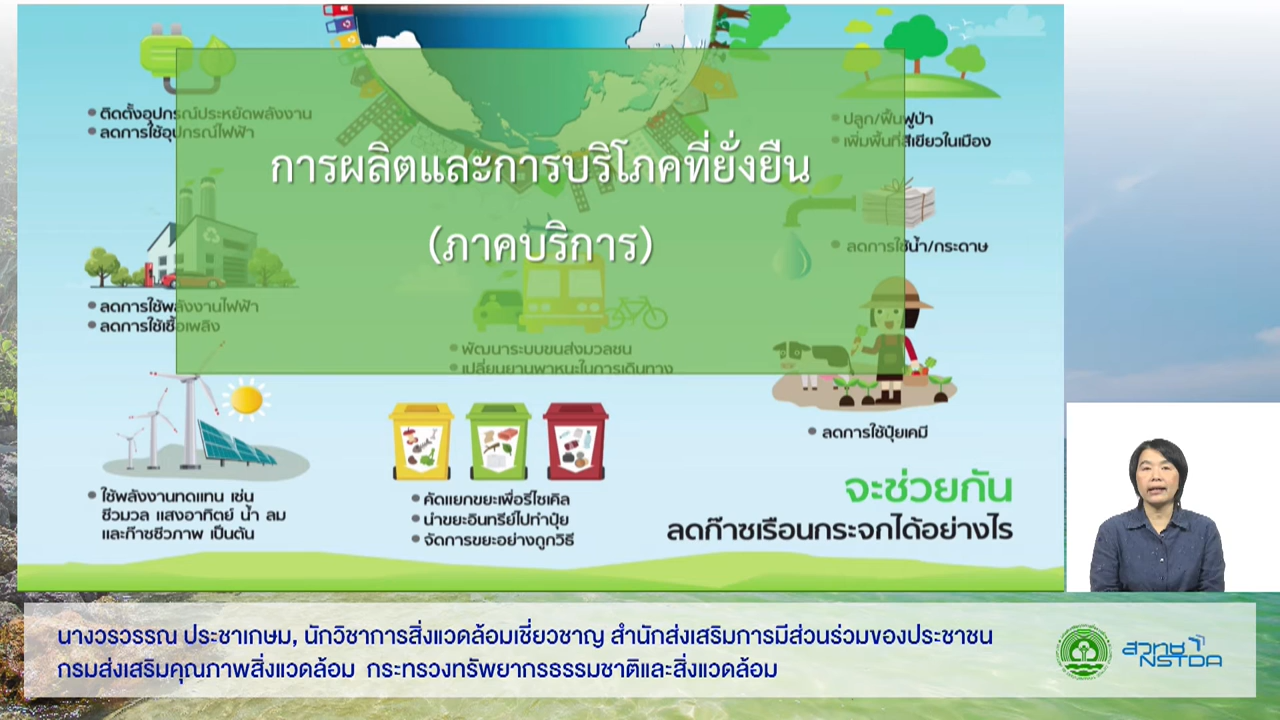 ติดตั้งอุปกรณ์ประหยัดพลังงาน
ลดการใช้อุปกรณ์ไฟฟ้า
ปลูก/ฟื้นฟูป่า
เพิ่มพื้นที่สีเขียวในเมือง
การผลิตและการบริโภคที่ยั่งยืน
(ภาคบริการ)
ลดการใช้น้ำ/กระดาษ
ลดการใช้พลังงานไฟฟ้า
ลดการใช้เชื้อเพลิง
พัฒนาระบบขนส่งมวลชน
เปลี่ยนยานพาหนะในการเดินทาง
ลดการใช้ปุ๋ยเคมี
ใช้พลังงานทดแทน เช่น
ชีวมวล แสงอาทิตย์ น้ำ ลม
และก๊าซชีวภาพ เป็นต้น
คัดแยกขยะเพื่อรีไซเคิล
นำขยะอินทรีย์ไปทำปุ๋ย
จัดการขยะอย่างถูกวิธี
จะช่วยกัน
ลดก๊าซเรือนกระจกได้อย่างไร
นางวรวรรณ ประชาเกษม, นักวิชาการสิ่งแวดล้อมเชี่ยวชาญ สำนักส่งเสริมการมีส่วนร่วมของประชาชน
กรมส่งเสริมคุณภาพสิ่งแวดล้อม กระทรวงทรัพยากรธรรมชาติและสิ่งแวดล้อม
สวทช
NSTDA